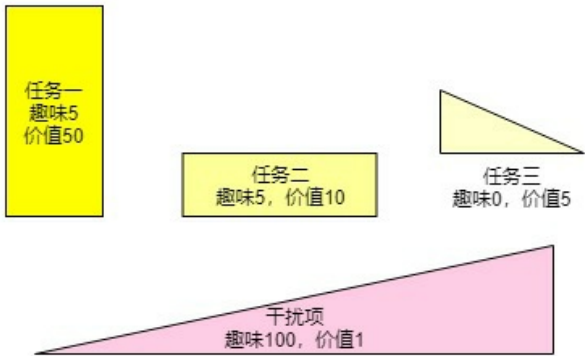 任务一
趣味5
价值50
任务二
趣味5，价值10
任务三
趣味0，价值5
干扰项
趣味100，价值1